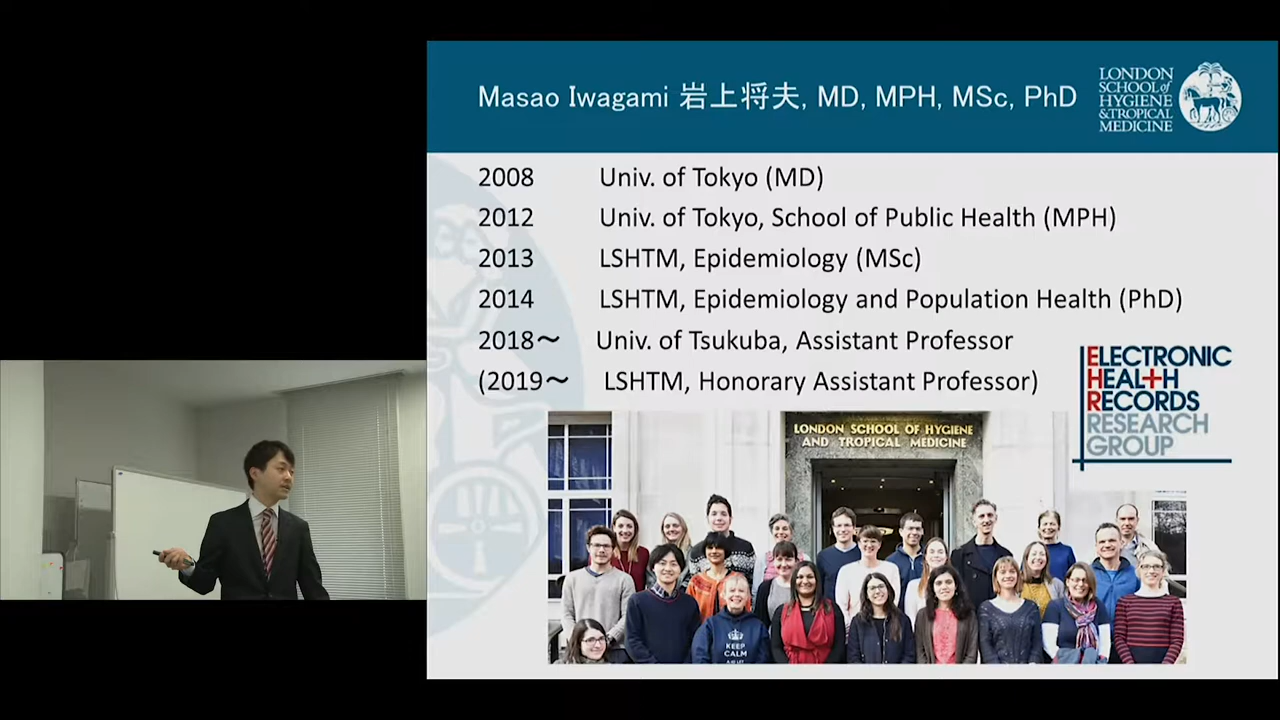 Masao Iwagami 岩上将夫, MD, MPH, MSc, PhD
LONDON
SCHOOL of
HYGIENE
& TROPICAL
MEDICINE
2008 Univ. of Tokyo (MD)
2012 Univ. of Tokyo, School of Public Health (MPH)
2013 LSHTM, Epidemiology (MSc)
2014 LSHTM, Epidemiology and Population Health (PhD)
2018〜 Univ. of Tsukuba, Assistant Professor
(2019〜 LSHTM, Honorary Assistant Professor)
ELECTRONIC
HEALTH
RECORDS
RESEARCH
GROUP
LONDON SCHOOL OF HYGIENE
AND TROPICAL MEDICINE
KEEP
CALM